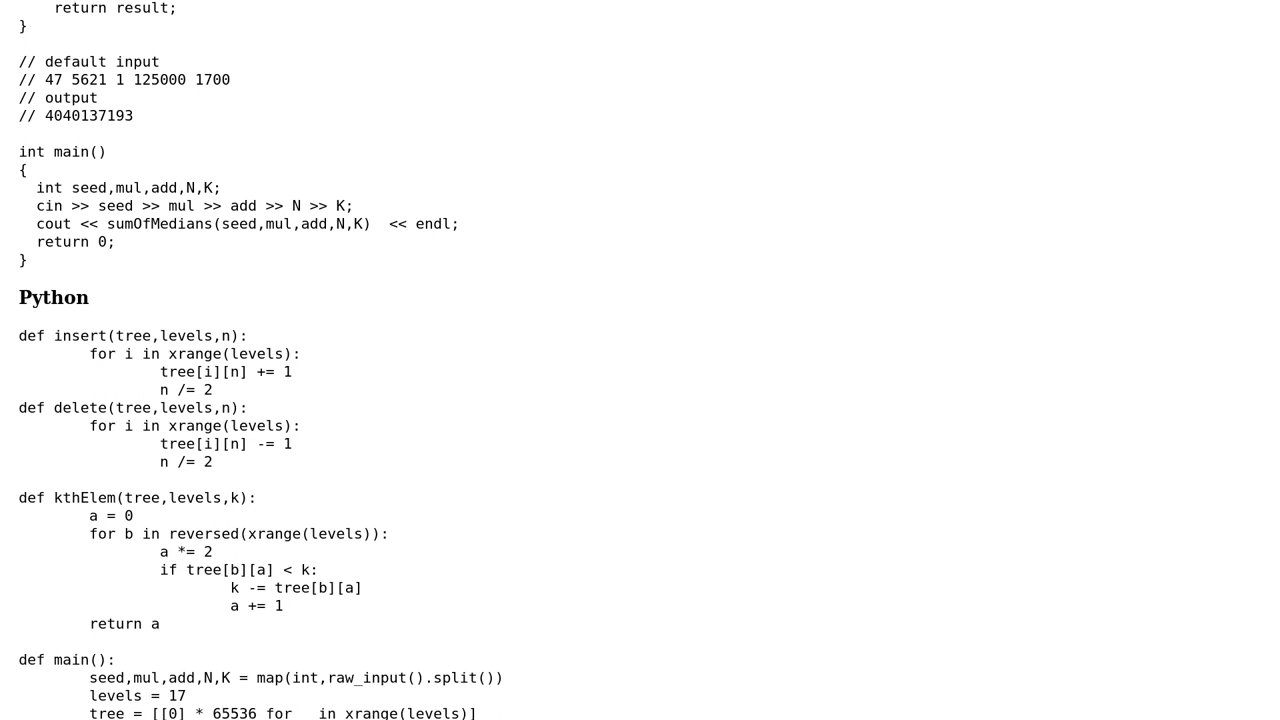 return result;
}

// default input
// 47 5621 1 125000 1700
// output
// 4040137193

int main()
{
  int seed,mul,add,N,K;
  cin >> seed >> mul >> add >> N >> K;
  cout << sumOfMedians(seed,mul,add,N,K)  << endl;
  return 0;
}

Python

def insert(tree,levels,n):
        for i in xrange(levels):
                tree[i][n] += 1
                n /= 2
def delete(tree,levels,n):
        for i in xrange(levels):
                tree[i][n] -= 1
                n /= 2

def kthElem(tree,levels,k):
        a = 0
        for b in reversed(xrange(levels)):
                a *= 2
                if tree[b][a] < k:
                        k -= tree[b][a]
                        a += 1
        return a

def main():
        seed,mul,add,N,K = map(int,raw_input().split())
        levels = 17
        tree = [[0] * 65536 for   in xrange(levels)]